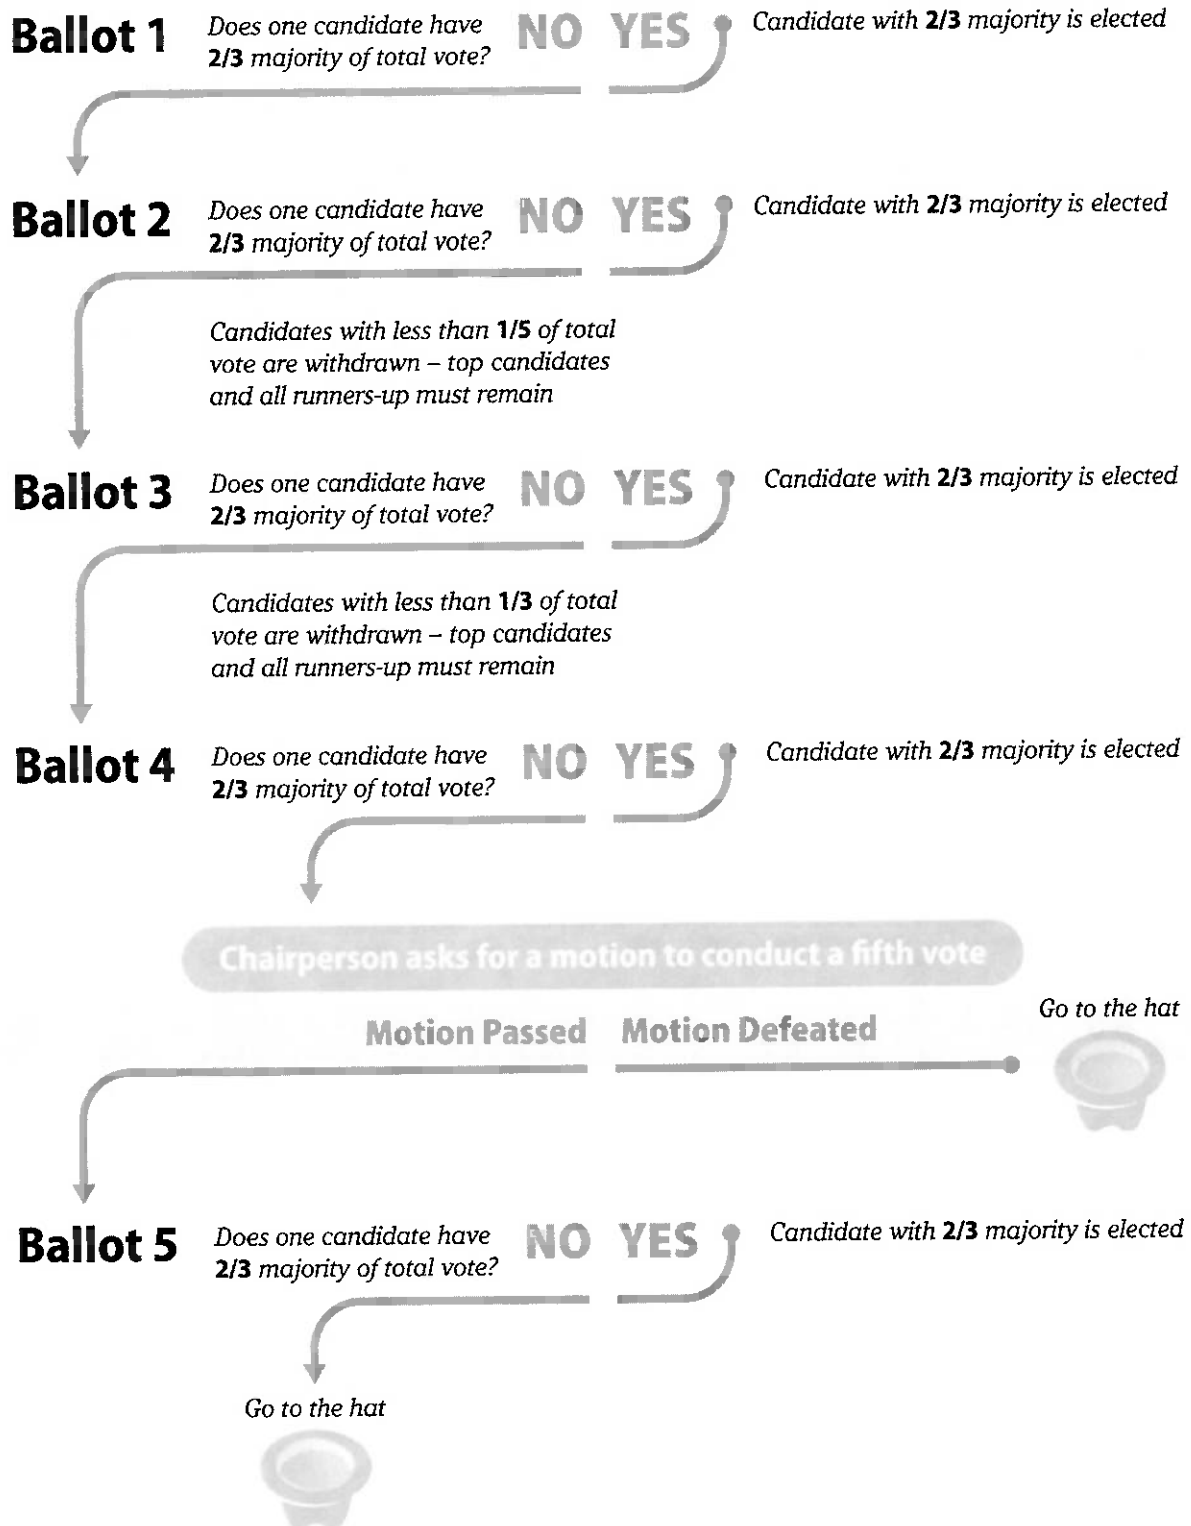 Ballot 1
Does one candidate have
2/3 majority of total vote?
NO YES
Candidate with 2/3 majority is elected
Ballot 2
Does one candidate have
2/3 majority of total vote?
NO YES
Candidate with 2/3 majority is elected
Candidates with less than 1/5 of total
vote are withdrawn – top candidates
and all runners-up must remain
Ballot 3
Does one candidate have
2/3 majority of total vote?
NO YES
Candidate with 2/3 majority is elected
Candidates with less than 1/3 of total
vote are withdrawn – top candidates
and all runners-up must remain
Ballot 4
Does one candidate have
2/3 majority of total vote?
NO YES
Candidate with 2/3 majority is elected
Chairperson asks for a motion to conduct a fifth vote
Motion Passed
Motion Defeated
Go to the hat
Ballot 5
Does one candidate have
2/3 majority of total vote?
NO YES
Candidate with 2/3 majority is elected
Go to the hat